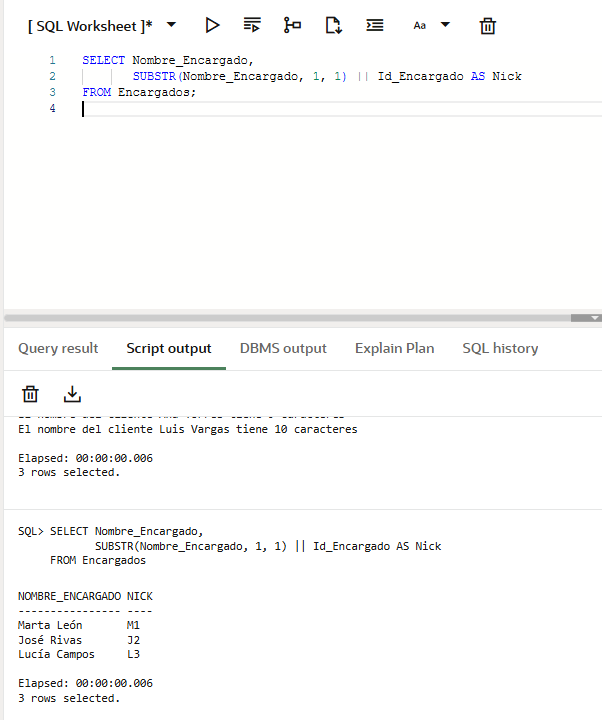 [ SQL Worksheet ]*
Aa
1 SELECT Nombre_Encargado,
2 SUBSTR(Nombre_Encargado, 1, 1) || Id_Encargado AS Nick
3 FROM Encargados;
4
Query result Script output DBMS output Explain Plan SQL history
El nombre del cliente Luis Vargas tiene 10 caracteres
Elapsed: 00:00:00.006
3 rows selected.
SQL> SELECT Nombre_Encargado,
SUBSTR(Nombre_Encargado, 1, 1) || Id_Encargado AS Nick
FROM Encargados
NOMBRE_ENCARGADO NICK
---------------- ----
Marta León M1
José Rivas J2
Lucía Campos L3
Elapsed: 00:00:00.006
3 rows selected.